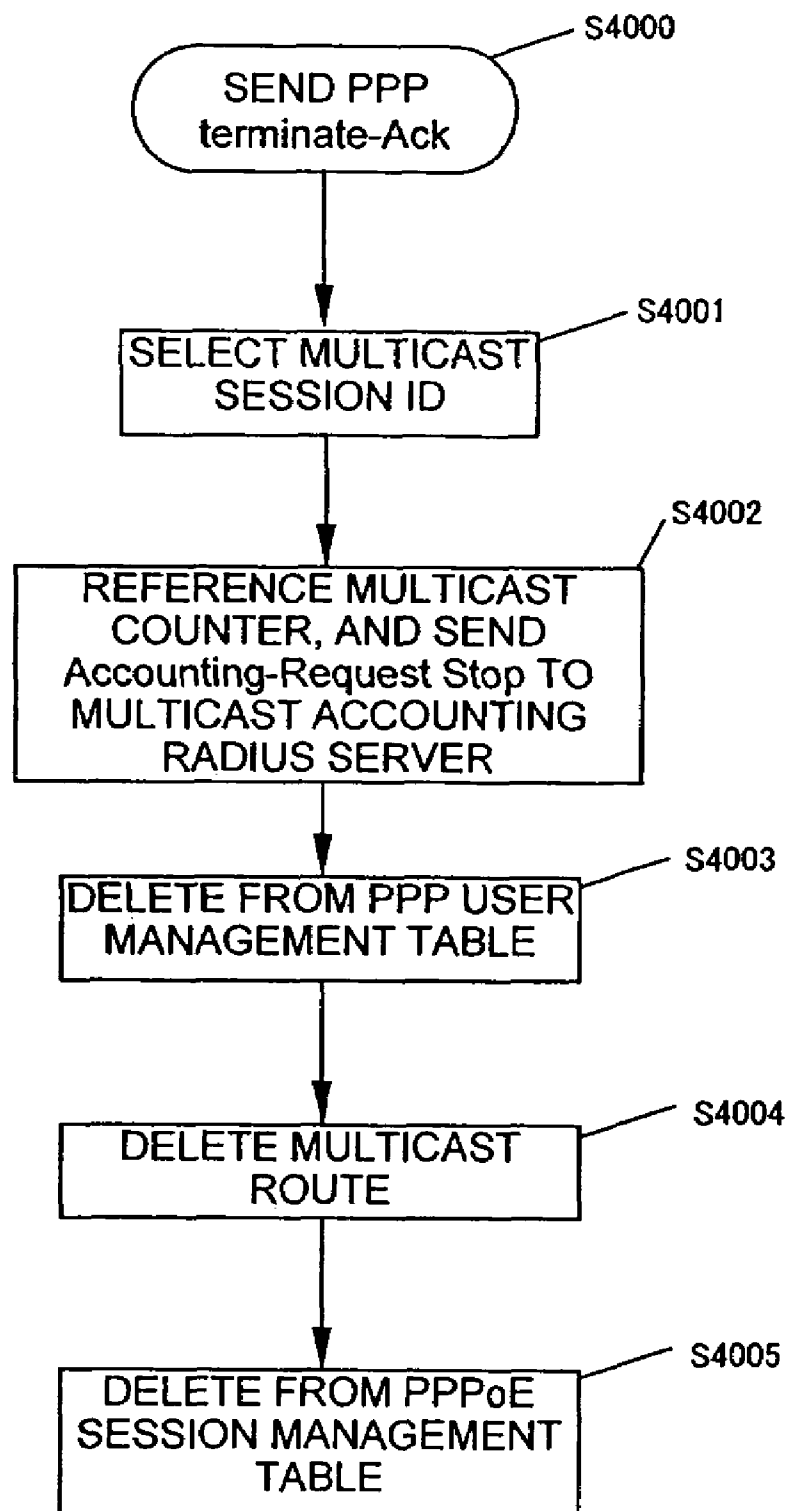 S4000
SEND PPP
terminate-Ack
S4001
SELECT MULTICAST
SESSION ID
S4002
REFERENCE MULTICAST
COUNTER, AND SEND
Accounting-Request Stop TO
MULTICAST ACCOUNTING
RADIUS SERVER
S4003
DELETE FROM PPP USER
MANAGEMENT TABLE
S4004
DELETE MULTICAST
ROUTE
S4005
DELETE FROM PPPoE
SESSION MANAGEMENT
TABLE